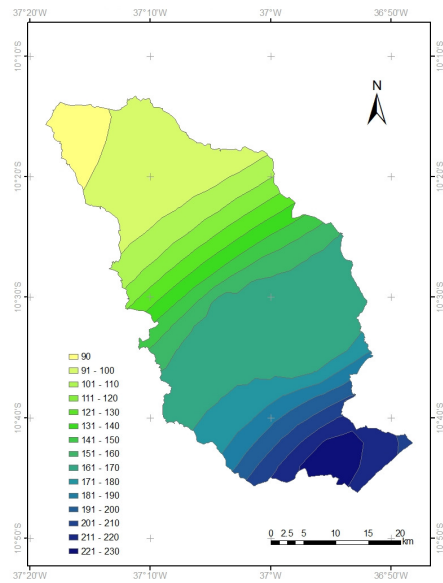 37°20'W 37°10'W 37°W 36°50'W
10°10'S 10°10'S
N
10°20'S 10°20'S
10°30'S 10°30'S
90
91 - 100
101 - 110
111 - 120
121 - 130
131 - 140
141 - 150
151 - 160
161 - 170
171 - 180
181 - 190
191 - 200
201 - 210
211 - 220
221 - 230
10°40'S 10°40'S
0 2.5 5 10 15 20
km
10°50'S 10°50'S
37°20'W 37°10'W 37°W 36°50'W